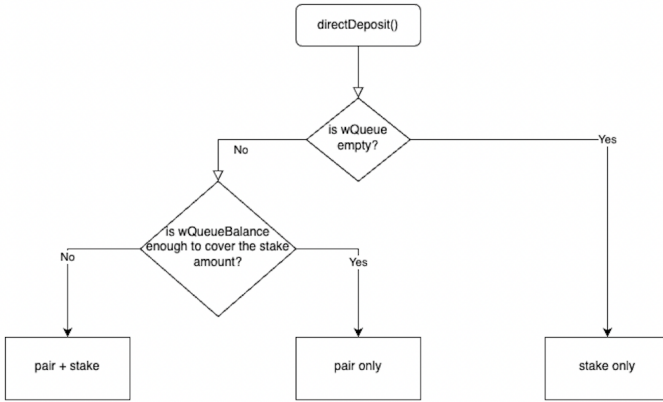 directDeposit()
is wQueue
empty?
No
Yes
is wQueueBalance
enough to cover the stake
amount?
No
Yes
pair + stake
pair only
stake only